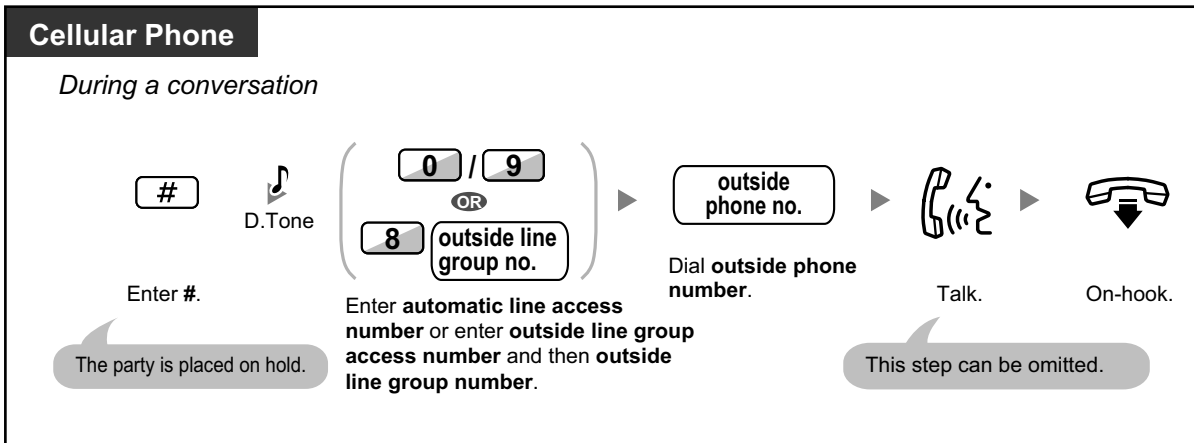 Cellular Phone
During a conversation
#
D.Tone
0 / 9
OR
8 outside line
group no.
outside
phone no.
Enter #.
The party is placed on hold.
Enter automatic line access
number or enter outside line group
access number and then outside
line group number.
Dial outside phone
number.
Talk.
On-hook.
This step can be omitted.